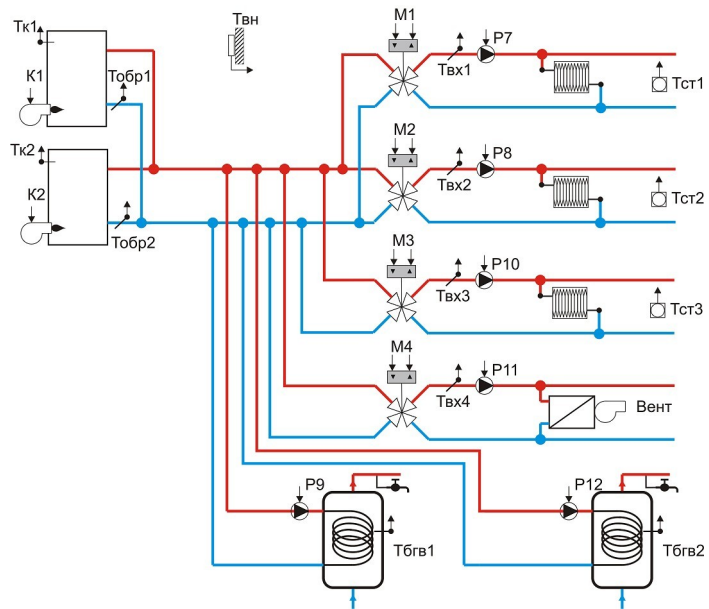 Тк1
Твн
М1
Р7
К1
Тобр1
Твх1
Тст1
Тк2
М2
Р8
К2
Тобр2
Твх2
Тст2
М3
Р10
Твх3
Тст3
М4
Р11
Твх4
Вент
Р9
Р12
Тбгв1
Тбгв2